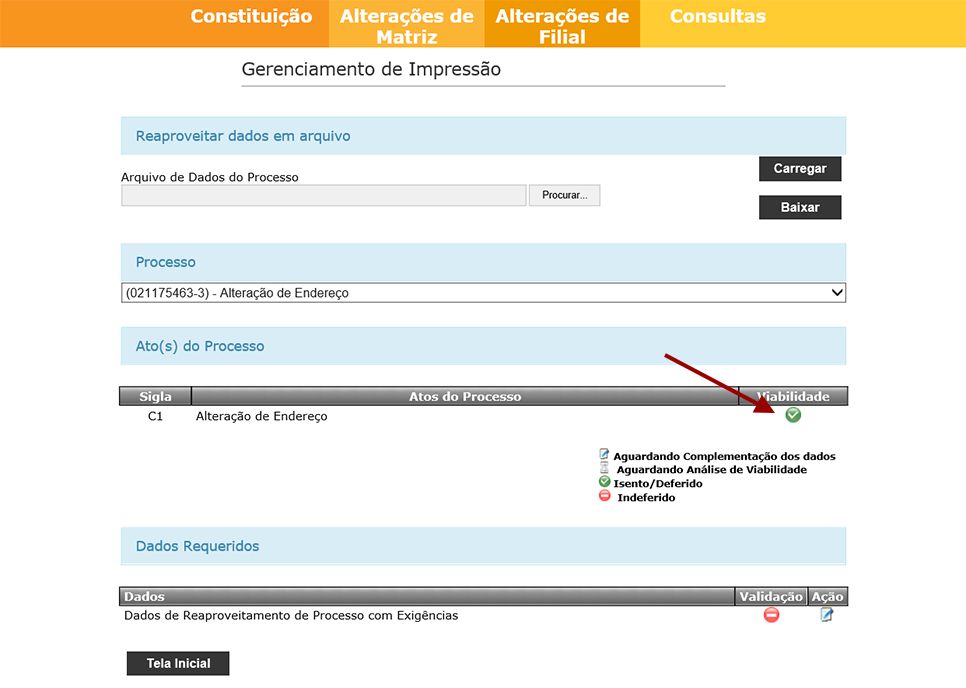 Constituição
Alterações de
Matriz
Alterações de
Filial
Consultas
Gerenciamento de Impressão
Reaproveitar dados em arquivo
Arquivo de Dados do Processo
Procurar...
Carregar
Baixar
Processo
(021175463-3) - Alteração de Endereço
Ato(s) do Processo
Sigla Atos do Processo Viabilidade
C1 Alteração de Endereço
Aguardando Complementação dos dados
Aguardando Análise de Viabilidade
Isento/Deferido
Indeferido
Dados Requeridos
Dados Validação Ação
Dados de Reaproveitamento de Processo com Exigências
Tela Inicial